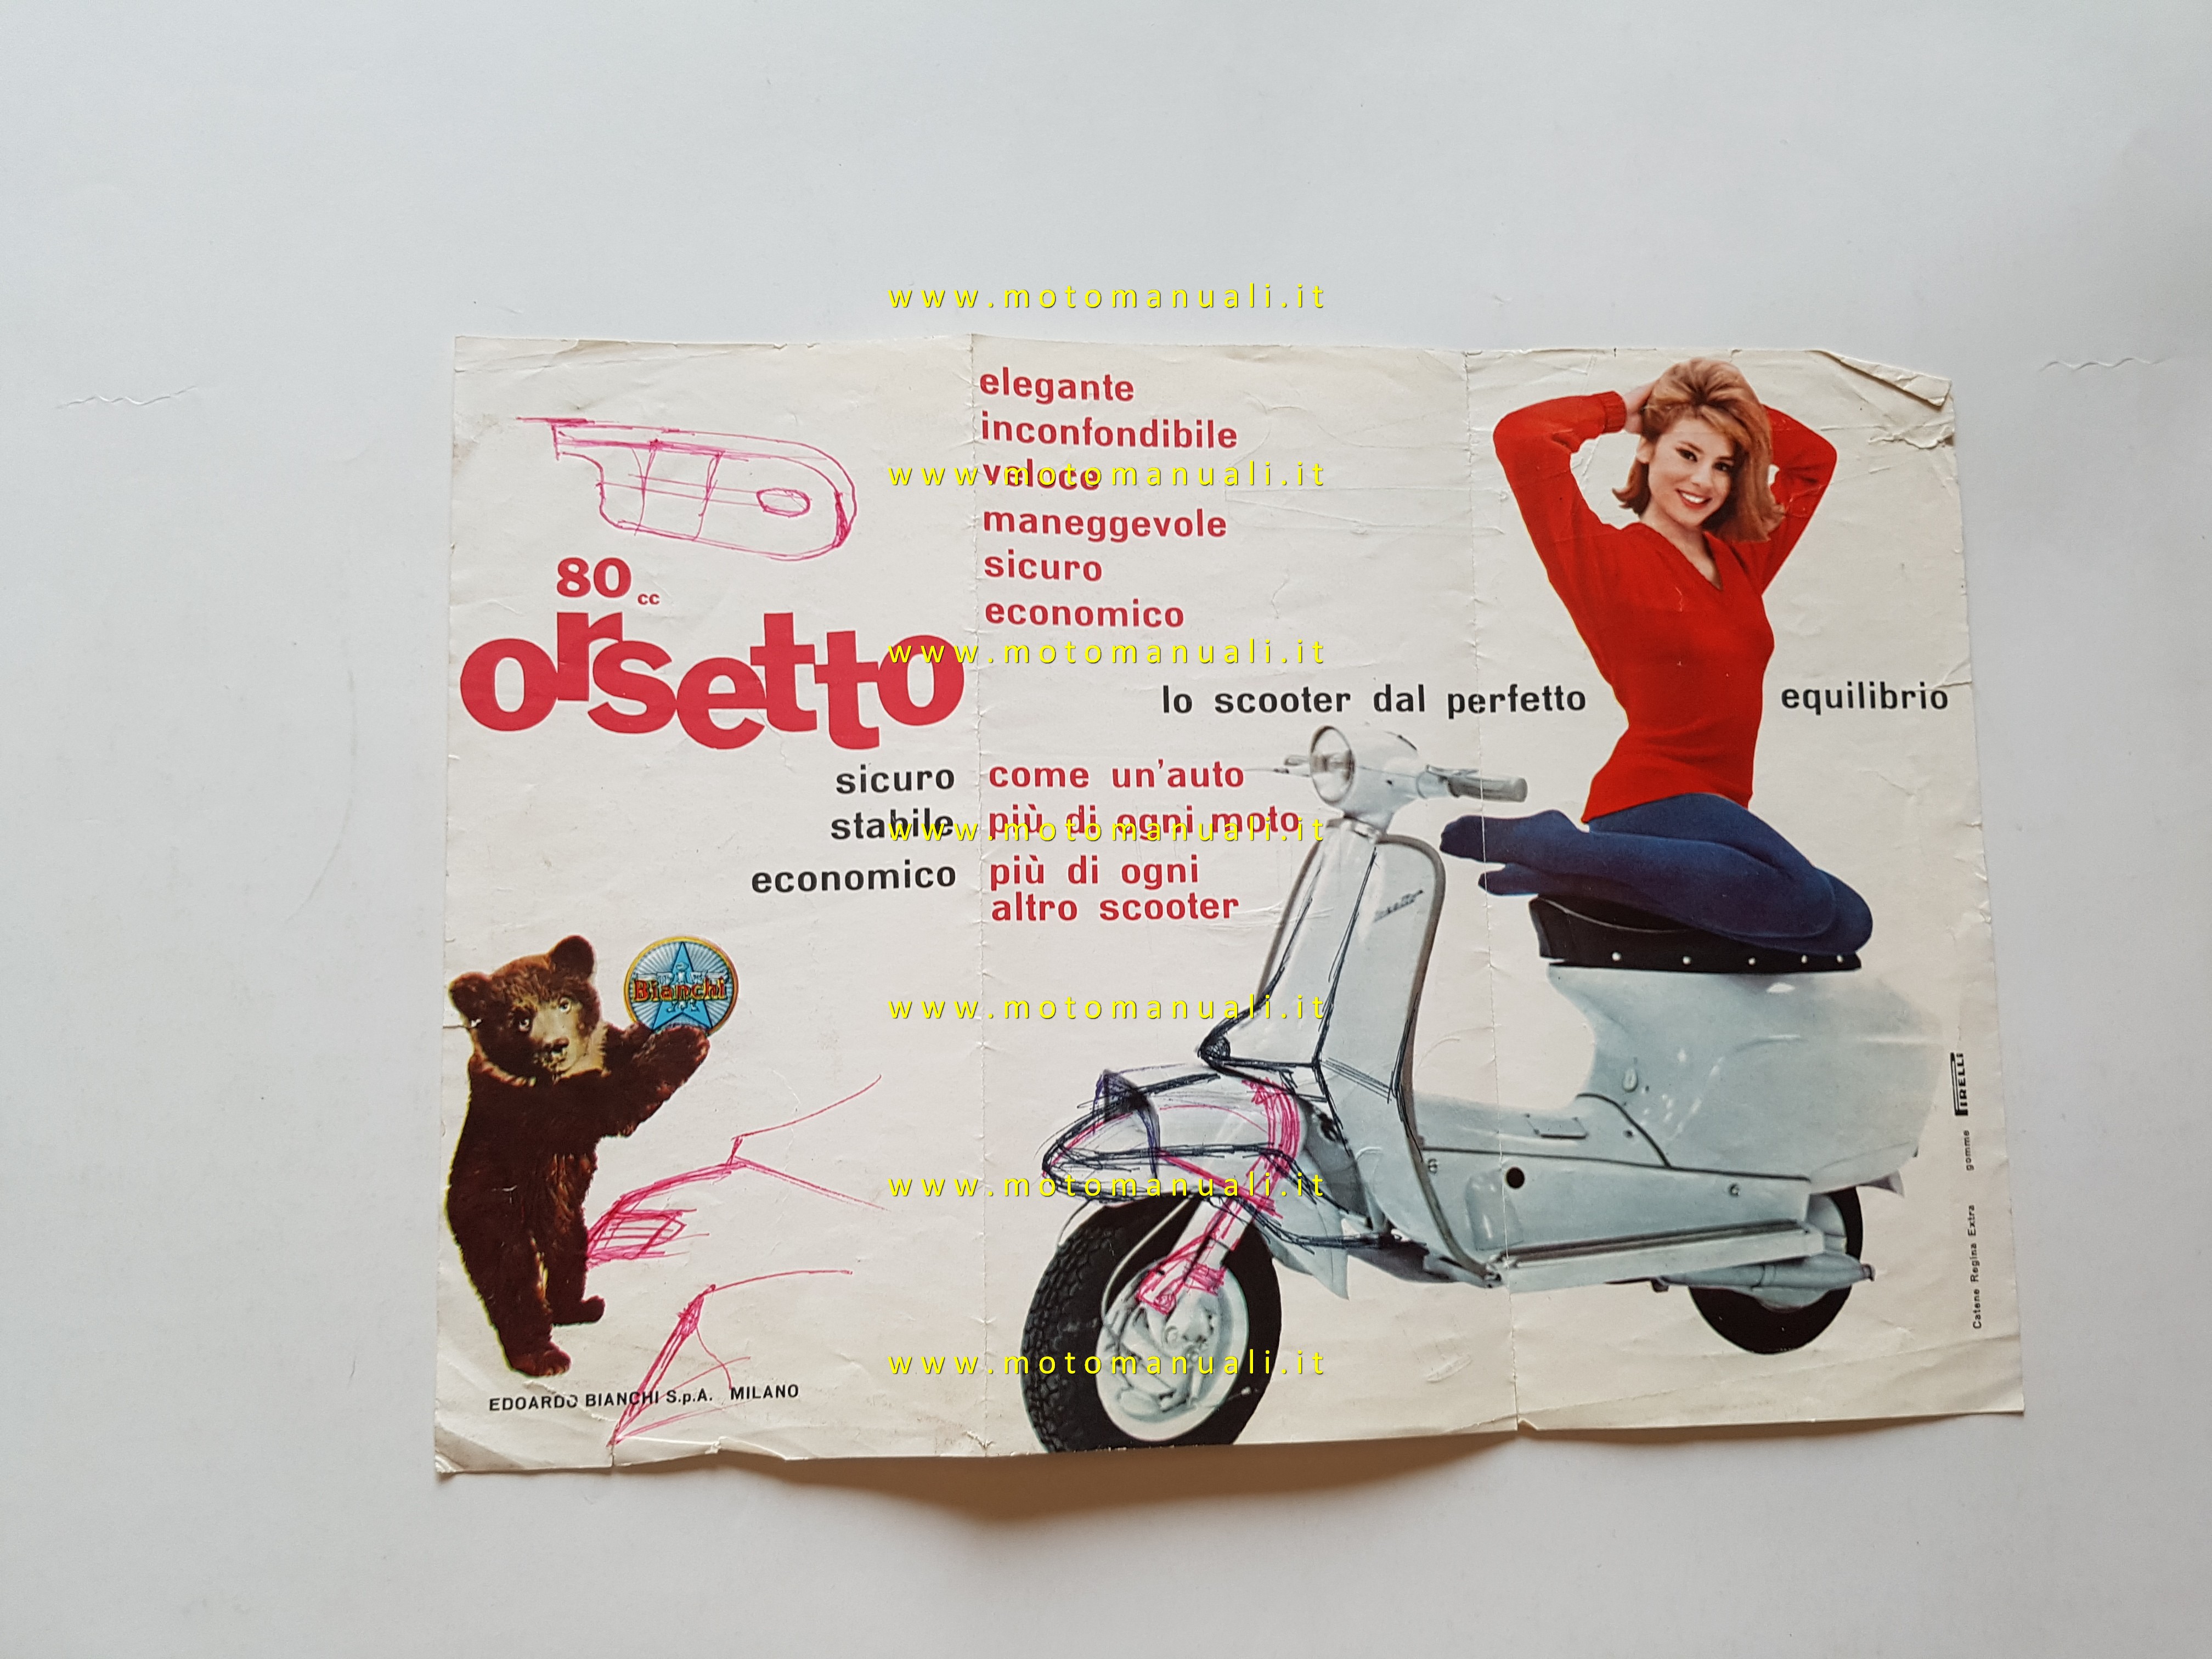 www.motomanuali.it
elegante
inconfondibile
veloce
www.motomanuali.it
maneggevole
sicuro
economico
80 cc
orsetto
www.motomanuali.it
lo scooter dal perfetto equilibrio
sicuro come un'auto
stabile più di ogni moto
www.motomanuali.it
economico più di ogni
altro scooter
Bianchi
www.motomanuali.it
www.motomanuali.it
www.motomanuali.it
EDOARDO BIANCHI S.p.A. MILANO
Catene Regina Extra gomme PIRELLI